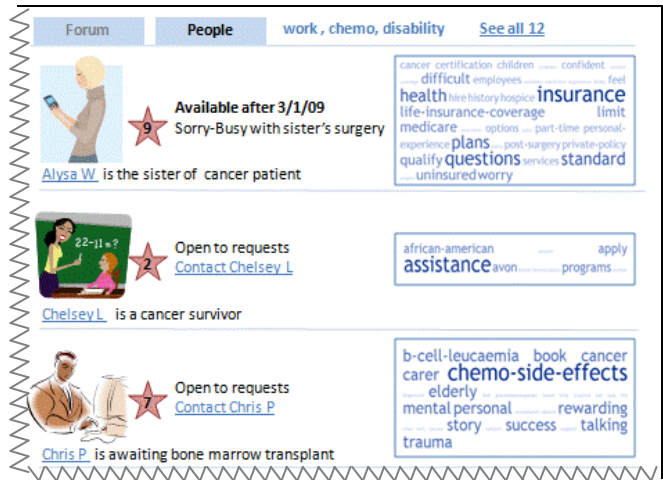 Forum People work , chemo, disability See all 12
cancer certification children confident
difficult employees feel
health hire history hospice insurance
life-insurance-coverage limit
medicare options part-time personal-
experience plans post-surgery private-policy
qualify questions services standard
uninsured worry
Available after 3/1/09
9 Sorry-Busy with sister's surgery
Alysa W is the sister of cancer patient
22-11=?
african-american apply
assistance avon programs
2
Open to requests
Contact Chelsey L
Chelsey L is a cancer survivor
b-cell-leucaemia book cancer
carer chemo-side-effects
elderly
mental personal rewarding
story success talking
trauma
7
Open to requests
Contact Chris P
Chris P is awaiting bone marrow transplant